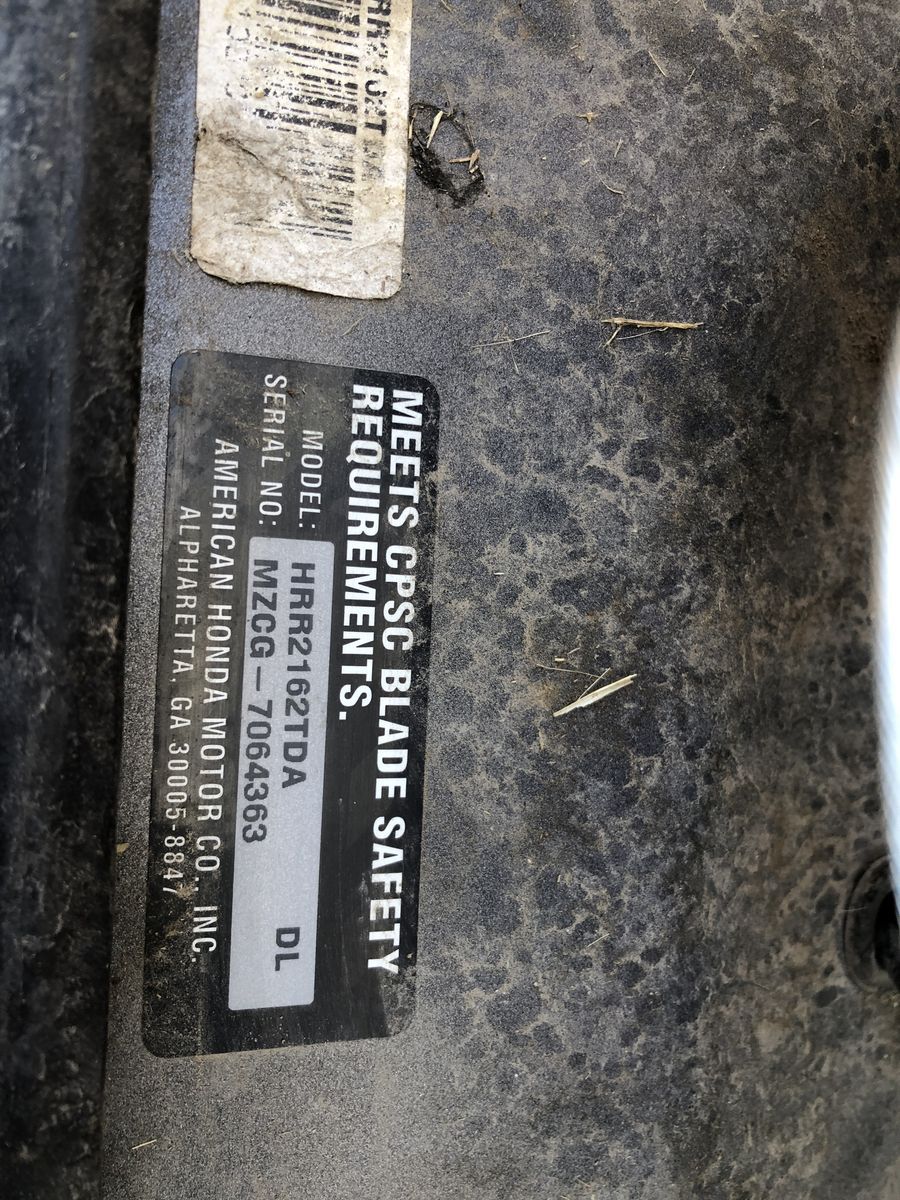 MEETS CPSC BLADE SAFETY
REQUIREMENTS.
MODEL: HRR2162TDA DL
SERIAL NO: MZCG-7064363
AMERICAN HONDA MOTOR CO., INC.
ALPHARETTA, GA 30005-8847